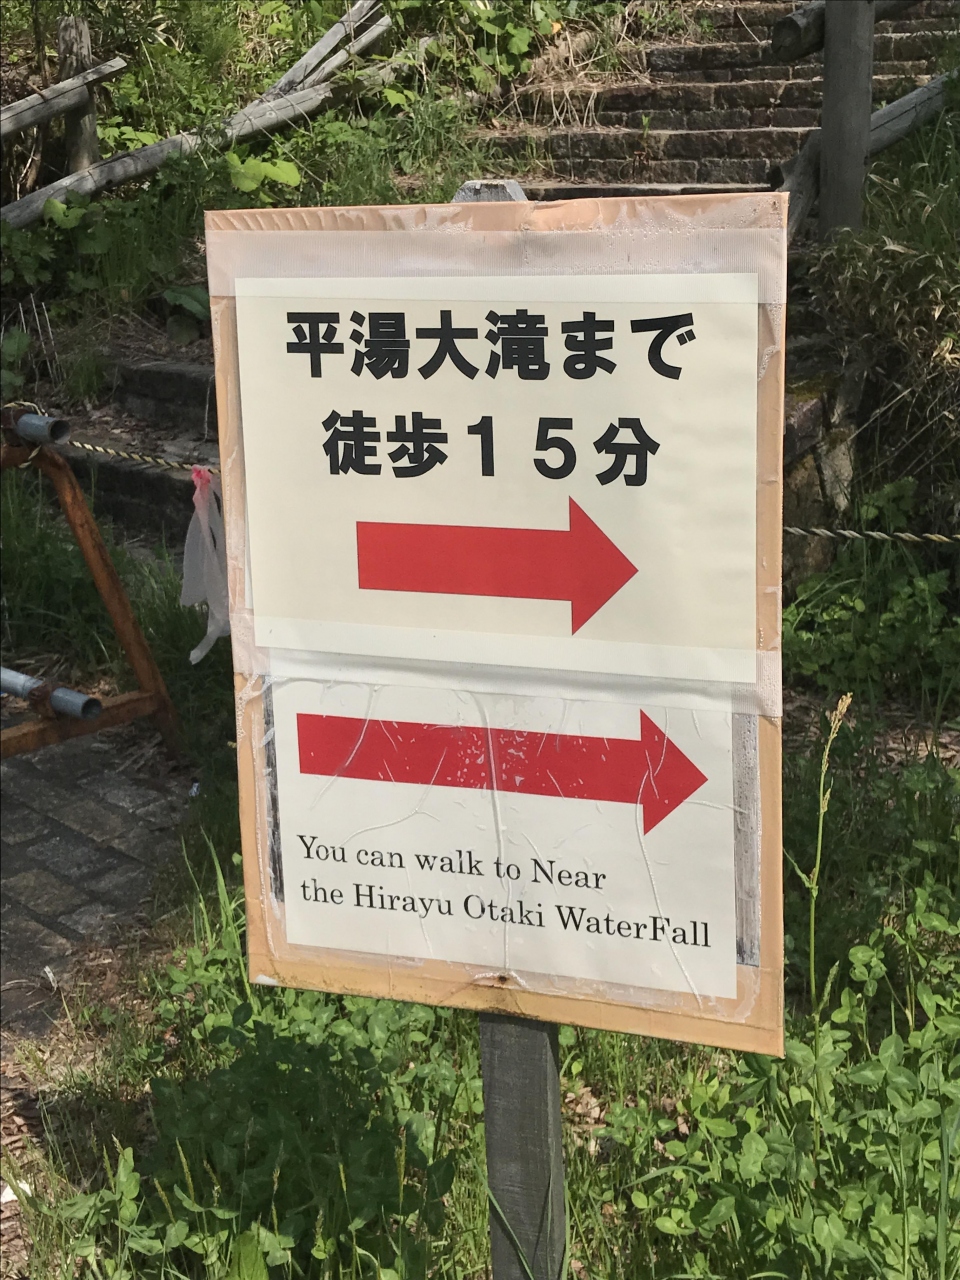 平湯大滝まで
徒歩１５分
You can walk to Near
the Hirayu Otaki WaterFall